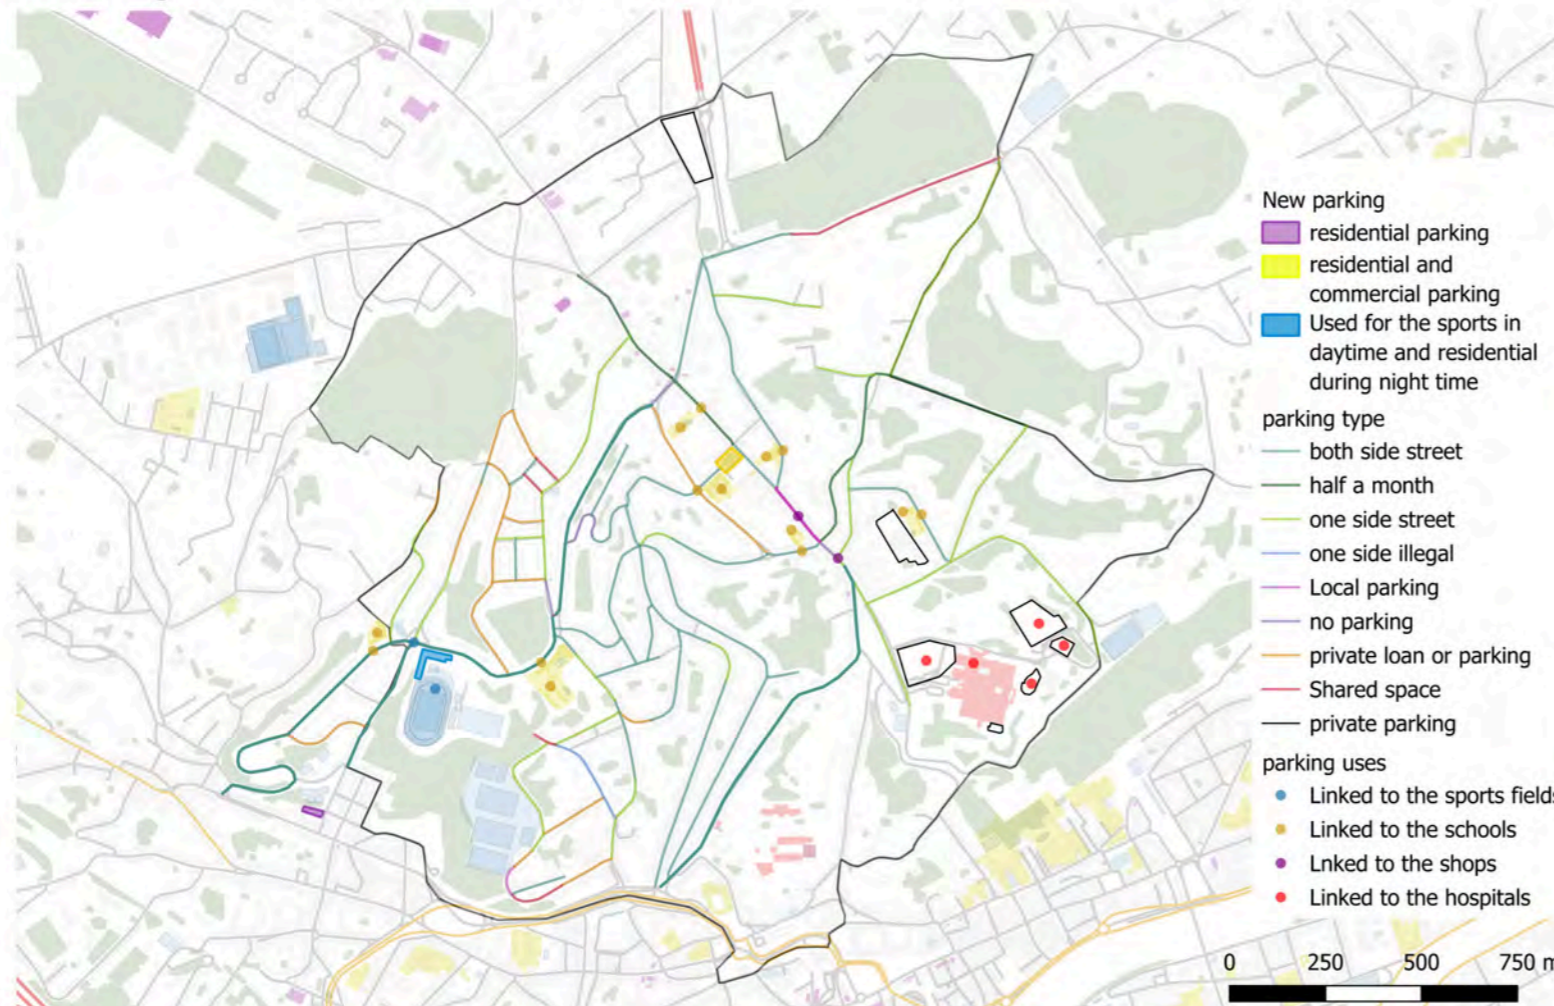 New parking
residential parking
residential and
commercial parking
Used for the sports in
daytime and residential
during night time
parking type
both side street
half a month
one side street
one side illegal
Local parking
no parking
private loan or parking
Shared space
private parking
parking uses
Linked to the sports fields
Linked to the schools
Lnked to the shops
Linked to the hospitals
0 250 500 750 m